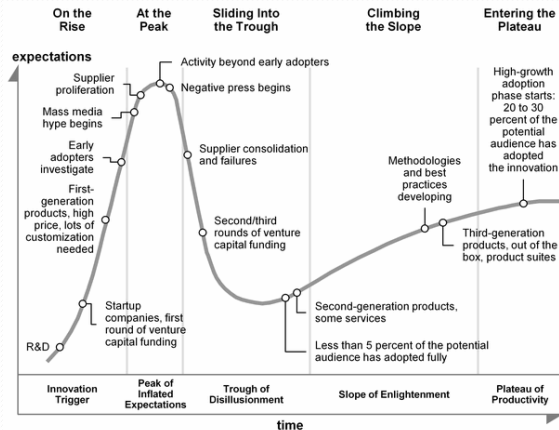 On the
Rise
At the
Peak
Sliding Into
the Trough
Climbing
the Slope
Entering the
Plateau
expectations
Activity beyond early adopters
Supplier
proliferation
Negative press begins
Mass media
hype begins
Early
adopters
investigate
Supplier consolidation
and failures
First-
generation
products, high
price, lots of
customization
needed
Second/third
rounds of venture
capital funding
Startup
companies, first
round of venture
capital funding
R&D
Methodologies
and best
practices
developing
High-growth
adoption
phase starts:
20 to 30
percent of the
potential
audience has
adopted
the innovation
Third-generation
products, out of the
box, product suites
Second-generation products,
some services
Less than 5 percent of the potential
audience has adopted fully
Innovation
Trigger
Peak of
Inflated
Expectations
Trough of
Disillusionment
Slope of Enlightenment
Plateau of
Productivity
time